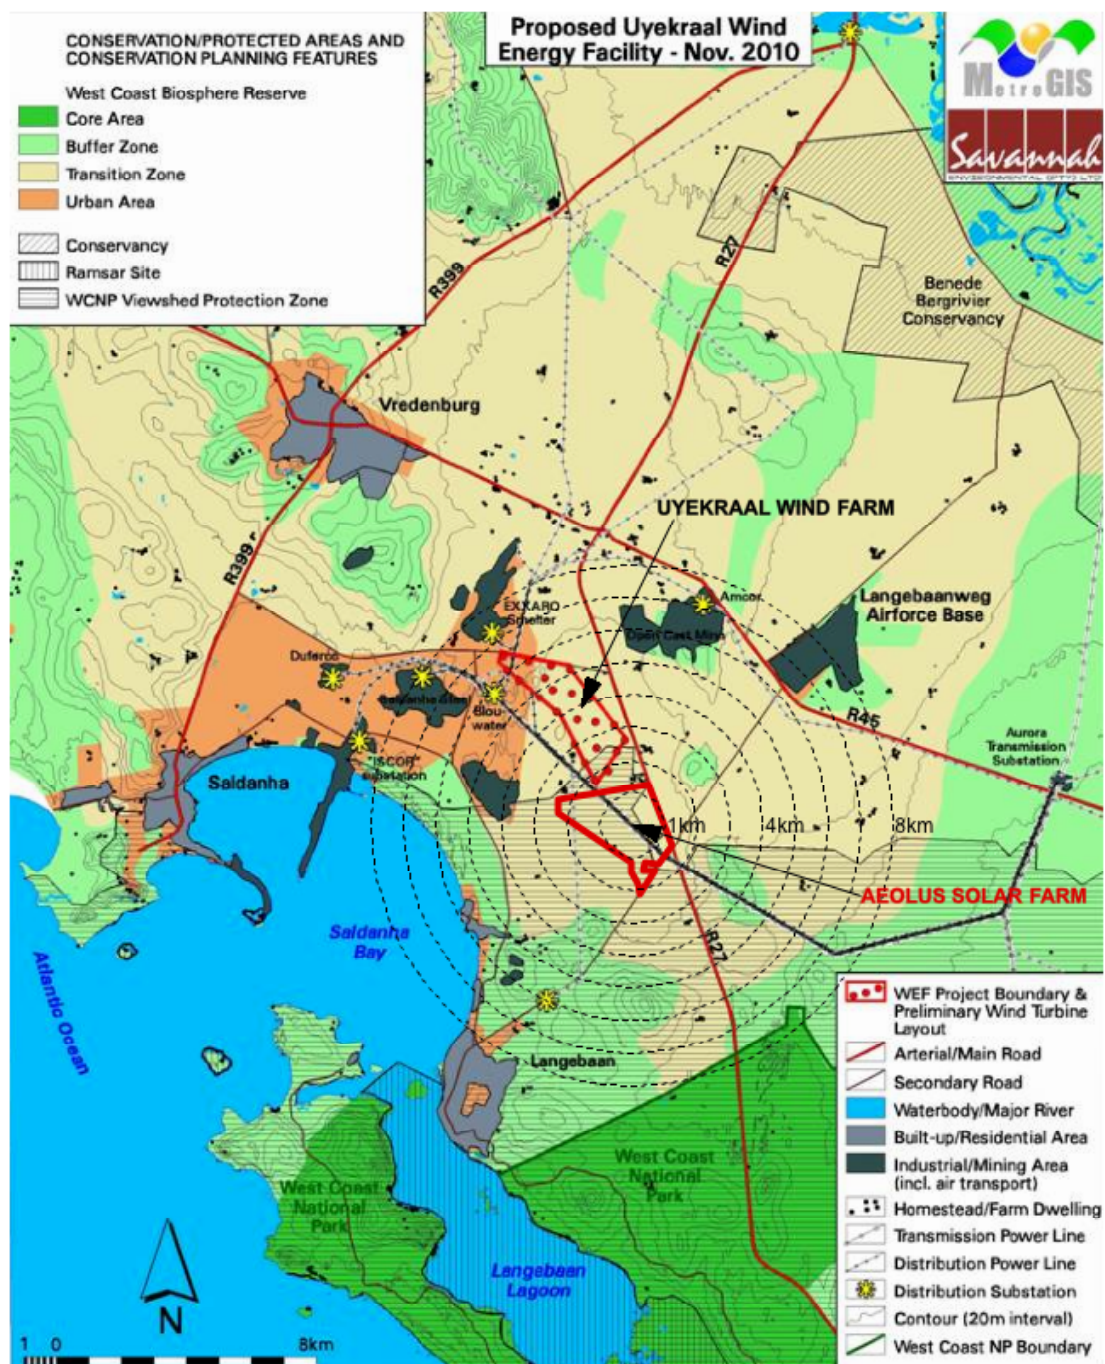 CONSERVATION/PROTECTED AREAS AND
CONSERVATION PLANNING FEATURES
West Coast Biosphere Reserve
Core Area
Buffer Zone
Transition Zone
Urban Area
Conservancy
Ramsar Site
WCNP Viewshed Protection Zone
Proposed Uyekraal Wind
Energy Facility - Nov. 2010
MetroGIS
Savannah
ENVIRONMENTAL (PTY) LTD
R27
R399
Benede
Bergrivier
Conservancy
Vredenburg
UYEKRAAL WIND FARM
R399
EXXARO
Smelter
Amcor
Open Cast Mine
Langebaanweg
Airforce Base
Duferco
Saldanha Steel
Blou-
water
R45
"ISCOR"
substation
Aurora
Transmission
Substation
Saldanha
1km
4km
8km
AEOLUS SOLAR FARM
Saldanha
Bay
R27
Atlantic Ocean
Langebaan
West Coast
National
Park
West Coast
National
Park
Langebaan
Lagoon
N
1 0 8km
WEF Project Boundary &
Preliminary Wind Turbine
Layout
Arterial/Main Road
Secondary Road
Waterbody/Major River
Built-up/Residential Area
Industrial/Mining Area
(incl. air transport)
Homestead/Farm Dwelling
Transmission Power Line
Distribution Power Line
Distribution Substation
Contour (20m interval)
West Coast NP Boundary